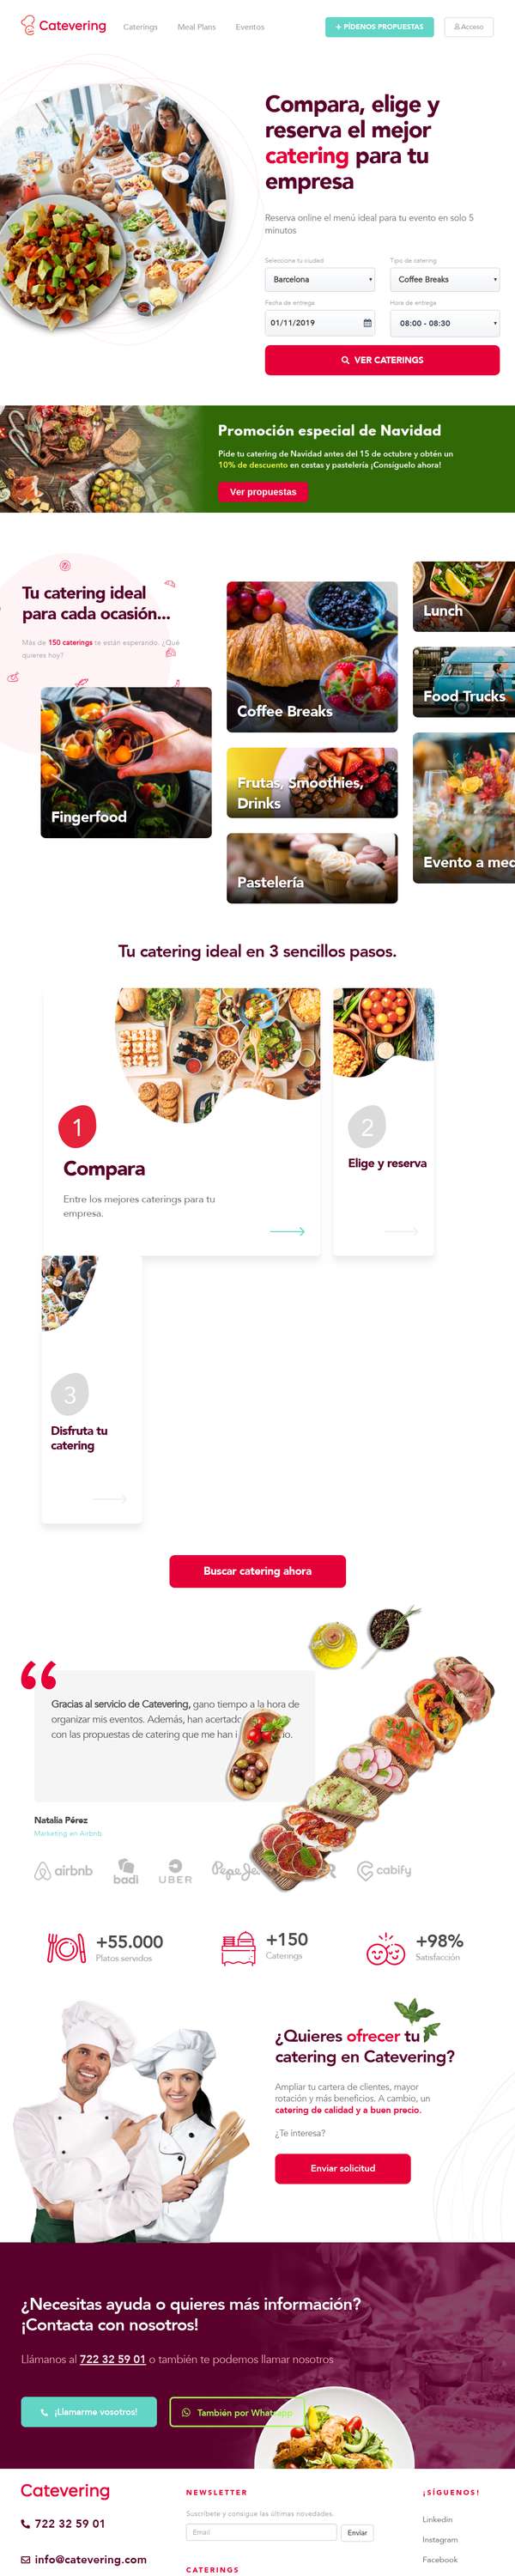 Catevering
Caterings
Meal Plans
Eventos
+ PÍDENOS PROPUESTAS
Acceso
Compara, elige y
reserva el mejor
catering para tu
empresa
Reserva online el menú ideal para tu evento en solo 5
minutos
Seleccione tu ciudad
Tipo de catering
Barcelona
Coffee Breaks
Fecha de entrega
Hora de entrega
01/11/2019
08:00 - 08:30
VER CATERINGS
Promoción especial de Navidad
Pide tu catering de Navidad antes del 15 de octubre y obtén un
10% de descuento en cestas y pastelería ¡Consíguelo ahora!
Ver propuestas
Tu catering ideal
para cada ocasión...
Más de 150 caterings te están esperando. ¿Qué
quieres hoy?
Fingerfood
Coffee Breaks
Frutas, Smoothies,
Drinks
Pastelería
Lunch
Food Trucks
Evento a med
Tu catering ideal en 3 sencillos pasos.
1
Compara
Entre los mejores caterings para tu
empresa.
2
Elige y reserva
3
Disfruta tu
catering
Buscar catering ahora
Gracias al servicio de Catevering, gano tiempo a la hora de
organizar mis eventos. Además, han acertado
con las propuestas de catering que me han
Natalia Pérez
Marketing en Airbnb
airbnb
badi
UBER
Pepe Je
R
cabify
+55.000
Platos servidos
+150
Caterings
+98%
Satisfacción
¿Quieres ofrecer tu
catering en Catevering?
Ampliar tu cartera de clientes, mayor
rotación y más beneficios. A cambio, un
catering de calidad y a buen precio.
¿Te interesa?
Enviar solicitud
¿Necesitas ayuda o quieres más información?
¡Contacta con nosotros!
Llámanos al 722 32 59 01 o también te podemos llamar nosotros
¡Llamarme vosotros!
También por Whatsapp
Catevering
722 32 59 01
info@catevering.com
NEWSLETTER
Suscríbete y consigue las últimas novedades.
Email
Enviar
CATERINGS
¡SÍGUENOS!
Linkedin
Instagram
Facebook